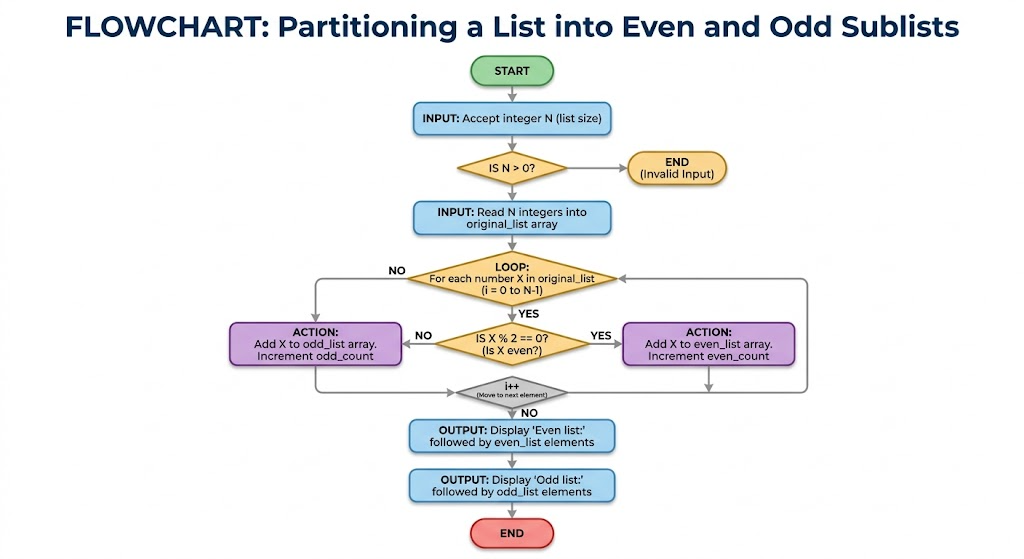 FLOWCHART: Partitioning a List into Even and Odd Sublists
START
INPUT: Accept integer N (list size)
IS N > 0?
END
(Invalid Input)
INPUT: Read N integers into
original_list array
NO
LOOP:
For each number X in original_list
(i = 0 to N-1)
YES
ACTION:
Add X to odd_list array.
Increment odd_count
NO
IS X % 2 == 0?
(Is X even?)
YES
ACTION:
Add X to even_list array.
Increment even_count
i++
(Move to next element)
NO
OUTPUT: Display 'Even list:'
followed by even_list elements
OUTPUT: Display 'Odd list:'
followed by odd_list elements
END